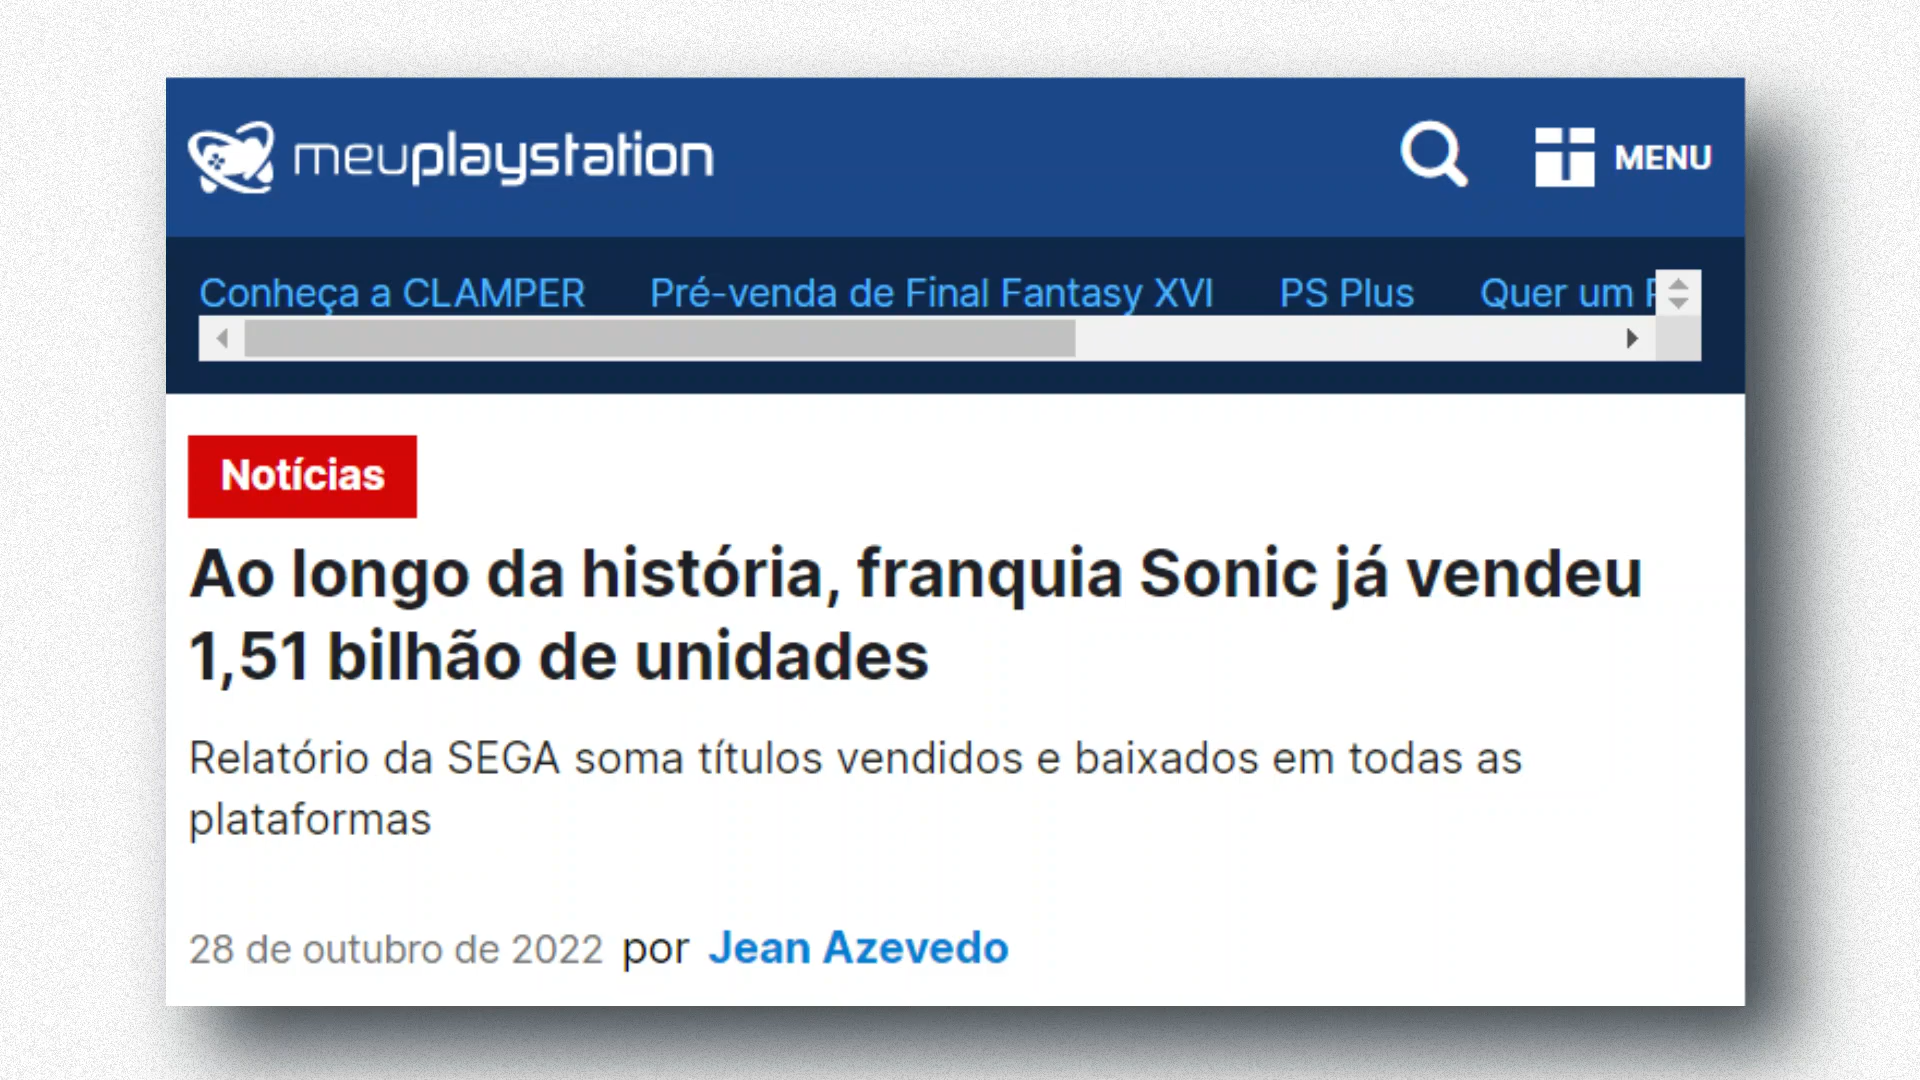 meuplaystation
MENU
Conheça a CLAMPER Pré-venda de Final Fantasy XVI PS Plus Quer um
Notícias
Ao longo da história, franquia Sonic já vendeu
1,51 bilhão de unidades
Relatório da SEGA soma títulos vendidos e baixados em todas as
plataformas
28 de outubro de 2022 por Jean Azevedo